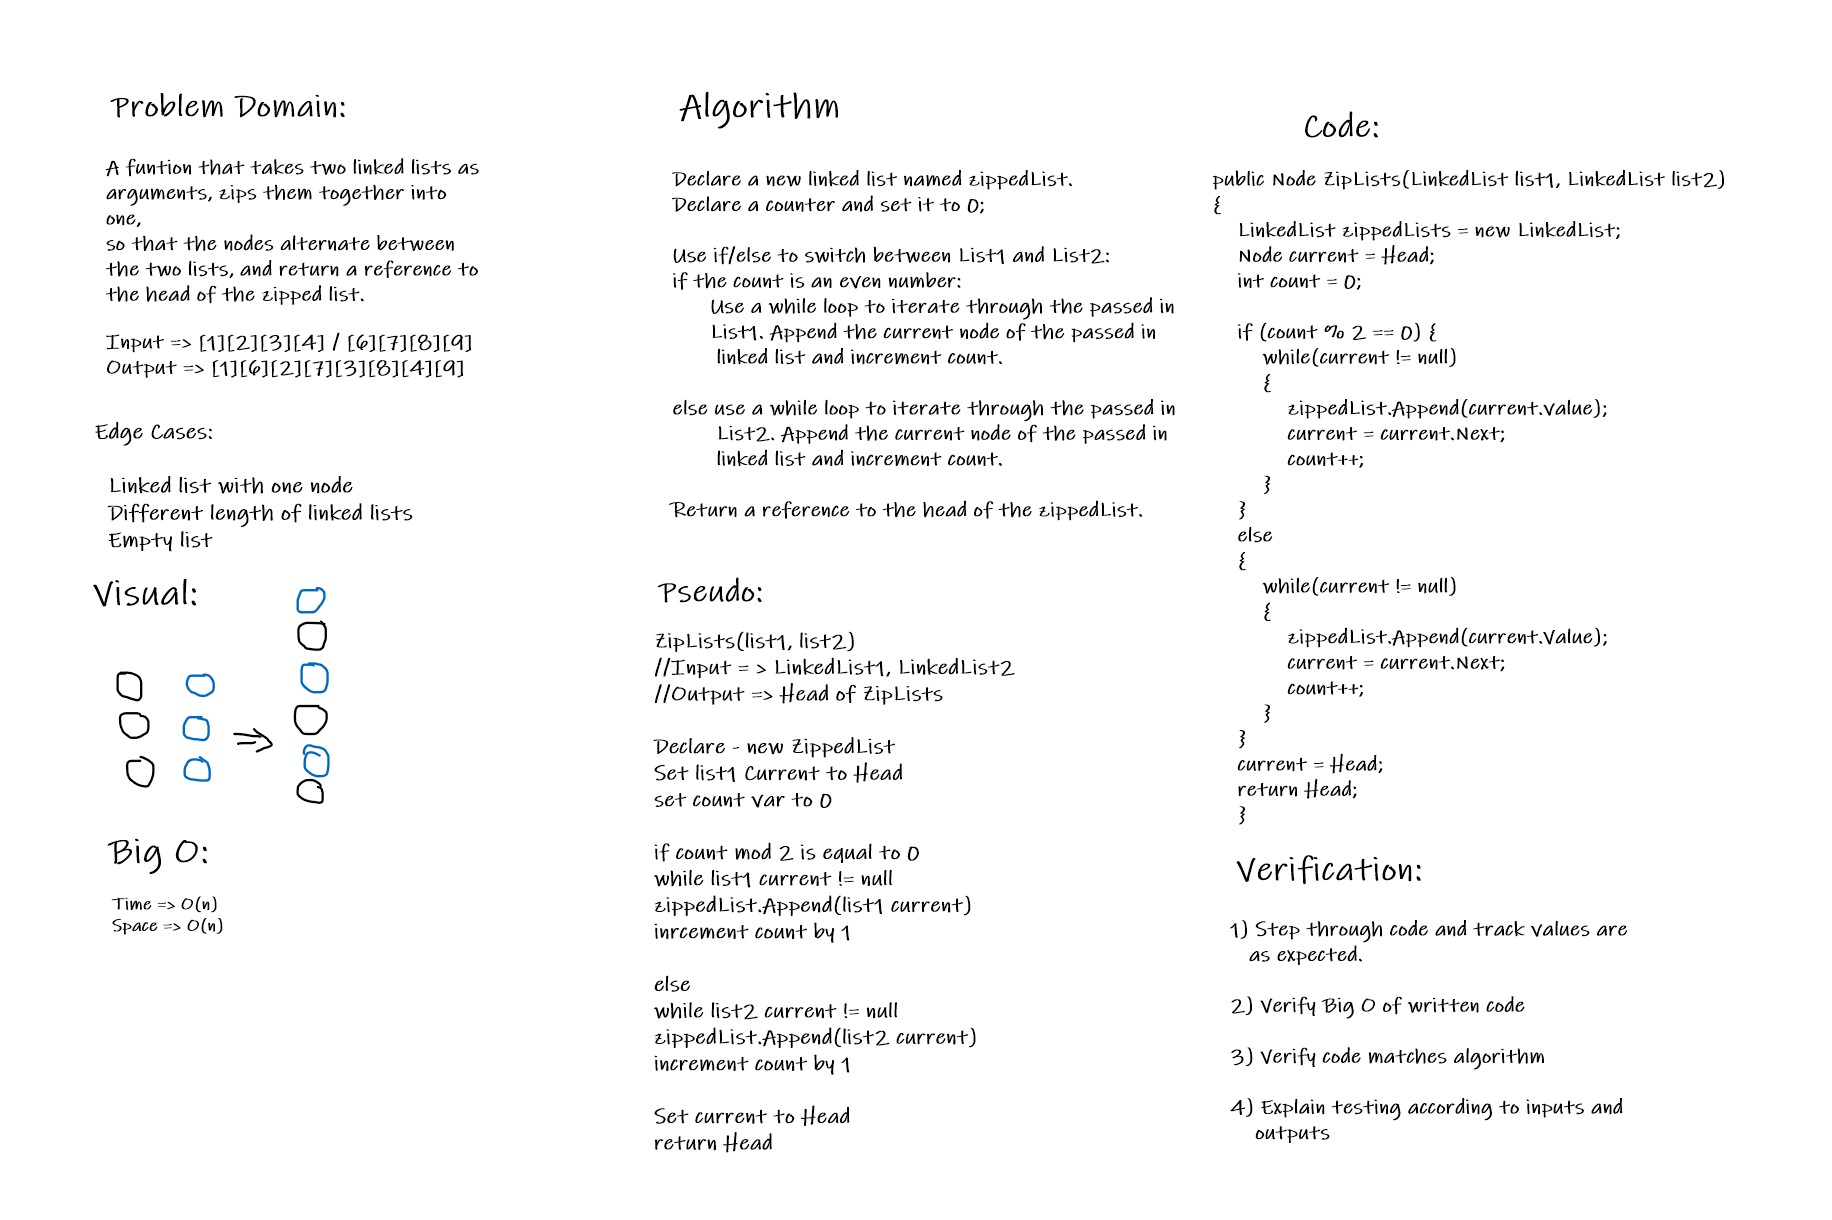 Problem Domain:
A funtion that takes two linked lists as
arguments, zips them together into
one,
so that the nodes alternate between
the two lists, and return a reference to
the head of the zipped list.
Input => [1][2][3][4] / [6][7][8][9]
Output => [1][6][2][7][3][8][4][9]
Edge Cases:
Linked list with one node
Different length of linked lists
Empty list
Visual:
Big O:
Time => O(n)
Space => O(n)
Algorithm
Declare a new linked list named zippedList.
Declare a counter and set it to 0;
Use if/else to switch between List1 and List2:
if the count is an even number:
Use a while loop to iterate through the passed in
List1. Append the current node of the passed in
linked list and increment count.
else use a while loop to iterate through the passed in
List2. Append the current node of the passed in
linked list and increment count.
Return a reference to the head of the zippedList.
Pseudo:
ZipLists(list1, list2)
//Input = > LinkedList1, LinkedList2
//Output => Head of ZipLists
Declare - new ZippedList
Set list1 Current to Head
set count var to 0
if count mod 2 is equal to 0
while list1 current != null
zippedList.Append(list1 current)
inrcement count by 1
else
while list2 current != null
zippedList.Append(list2 current)
increment count by 1
Set current to Head
return Head
Code:
public Node ZipLists(LinkedList list1, LinkedList list2)
{
LinkedList zippedLists = new LinkedList;
Node current = Head;
int count = 0;
if (count % 2 == 0) {
while(current != null)
{
zippedList.Append(current.value);
current = current.Next;
count++;
}
}
else
{
while(current != null)
{
zippedList.Append(current.Value);
current = current.Next;
count++;
}
}
current = Head;
return Head;
}
Verification:
1) Step through code and track values are
as expected.
2) Verify Big O of written code
3) Verify code matches algorithm
4) Explain testing according to inputs and
outputs